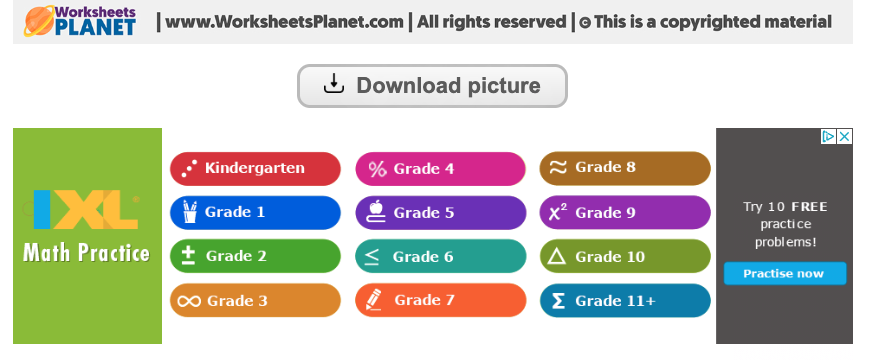 Worksheets
PLANET
| www.WorksheetsPlanet.com | All rights reserved | © This is a copyrighted material
Download picture
IXL
Math Practice
Kindergarten
Grade 1
± Grade 2
∞ Grade 3
% Grade 4
Grade 5
≤ Grade 6
Grade 7
≈ Grade 8
x² Grade 9
△ Grade 10
Σ Grade 11+
Try 10 FREE
practice
problems!
Practise now